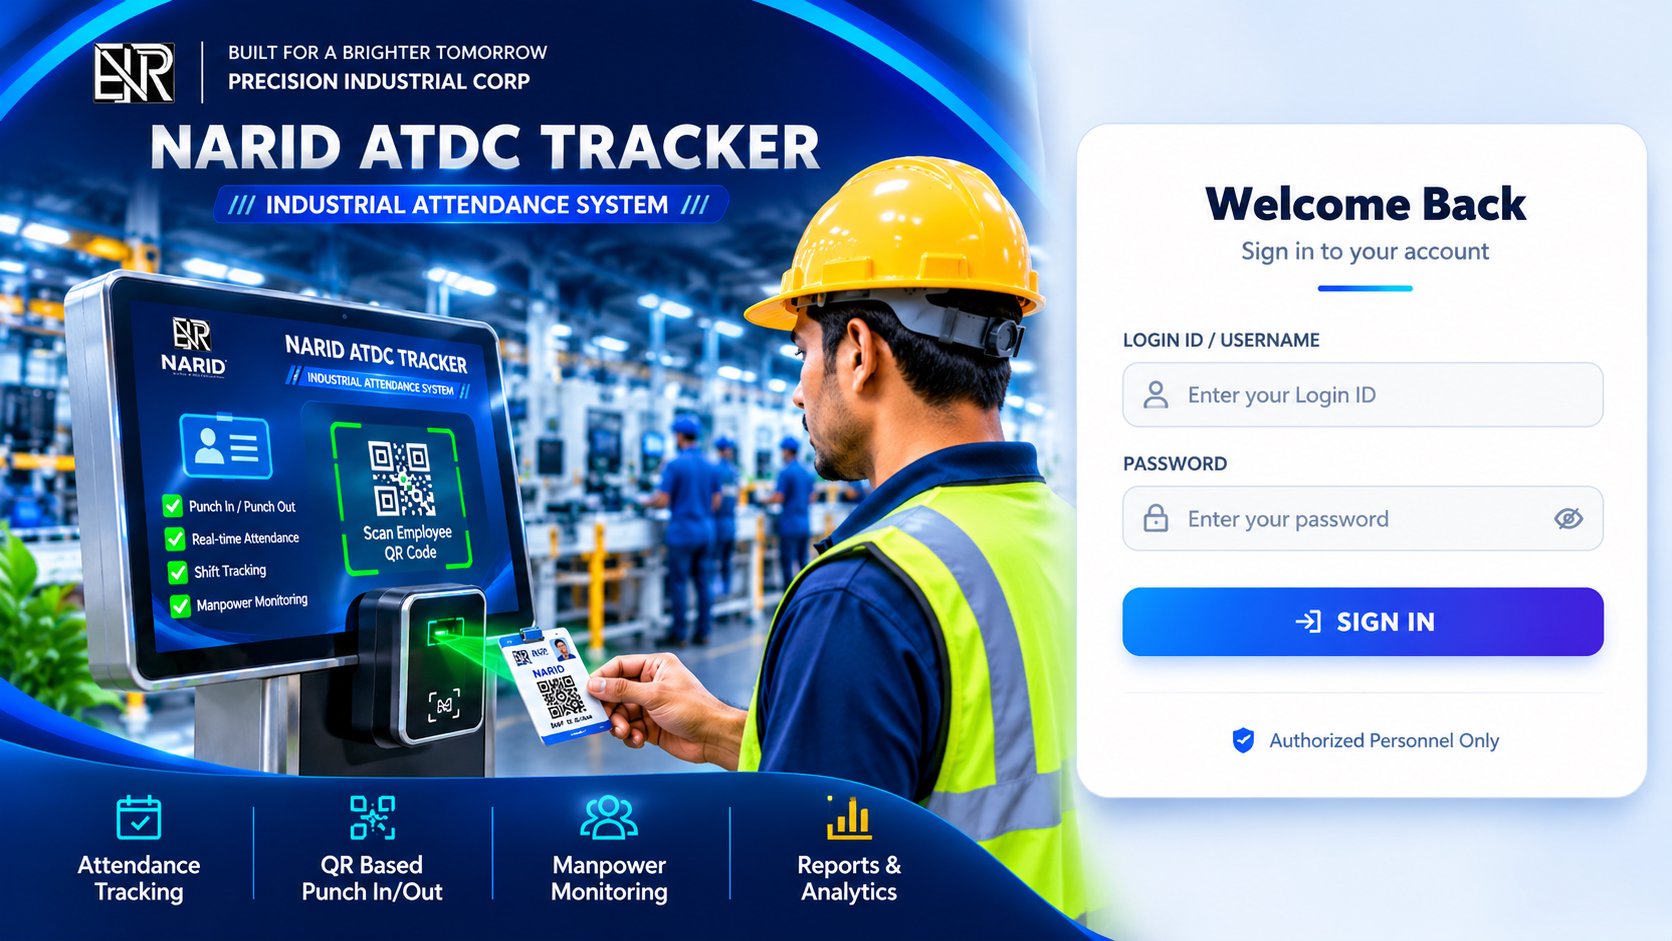 ENR
BUILT FOR A BRIGHTER TOMORROW
PRECISION INDUSTRIAL CORP
NARID ATDC TRACKER
/// INDUSTRIAL ATTENDANCE SYSTEM ///
ENR
NARID
NARID ATDC TRACKER
INDUSTRIAL ATTENDANCE SYSTEM
Punch In / Punch Out
Real-time Attendance
Shift Tracking
Manpower Monitoring
Scan Employee
QR Code
NARID
Attendance
Tracking
QR Based
Punch In/Out
Manpower
Monitoring
Reports &
Analytics
Welcome Back
Sign in to your account
LOGIN ID / USERNAME
Enter your Login ID
PASSWORD
Enter your password
SIGN IN
Authorized Personnel Only